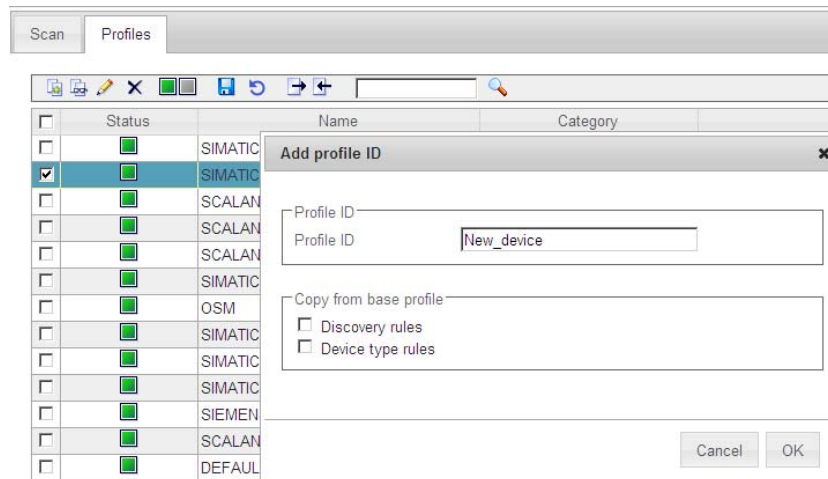 Scan Profiles
Status Name Category
SIMATIC
SIMATIC
SCALAN
SCALAN
SCALAN
SIMATIC
OSM
SIMATIC
SIMATIC
SIMATIC
SIEMEN
SCALAN
DEFAUL
Add profile ID
Profile ID
Profile ID New_device
Copy from base profile
Discovery rules
Device type rules
Cancel OK